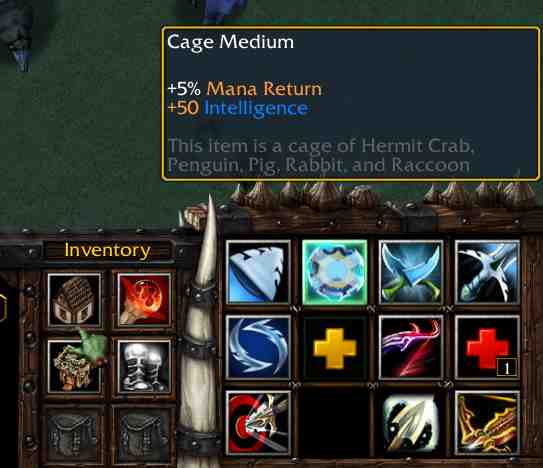 Cage Medium
+5% Mana Return
+50 Intelligence
This item is a cage of Hermit Crab,
Penguin, Pig, Rabbit, and Raccoon
Inventory
1